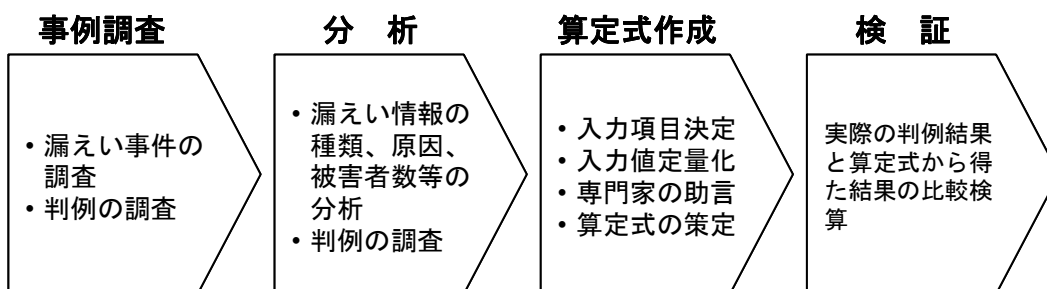 事例調査
分　析
算定式作成
検　証
・漏えい事件の
調査
・判例の調査
・漏えい情報の
種類、原因、
被害者数等の
分析
・判例の調査
・入力項目決定
・入力値定量化
・専門家の助言
・算定式の策定
実際の判例結果
と算定式から得
た結果の比較検
算